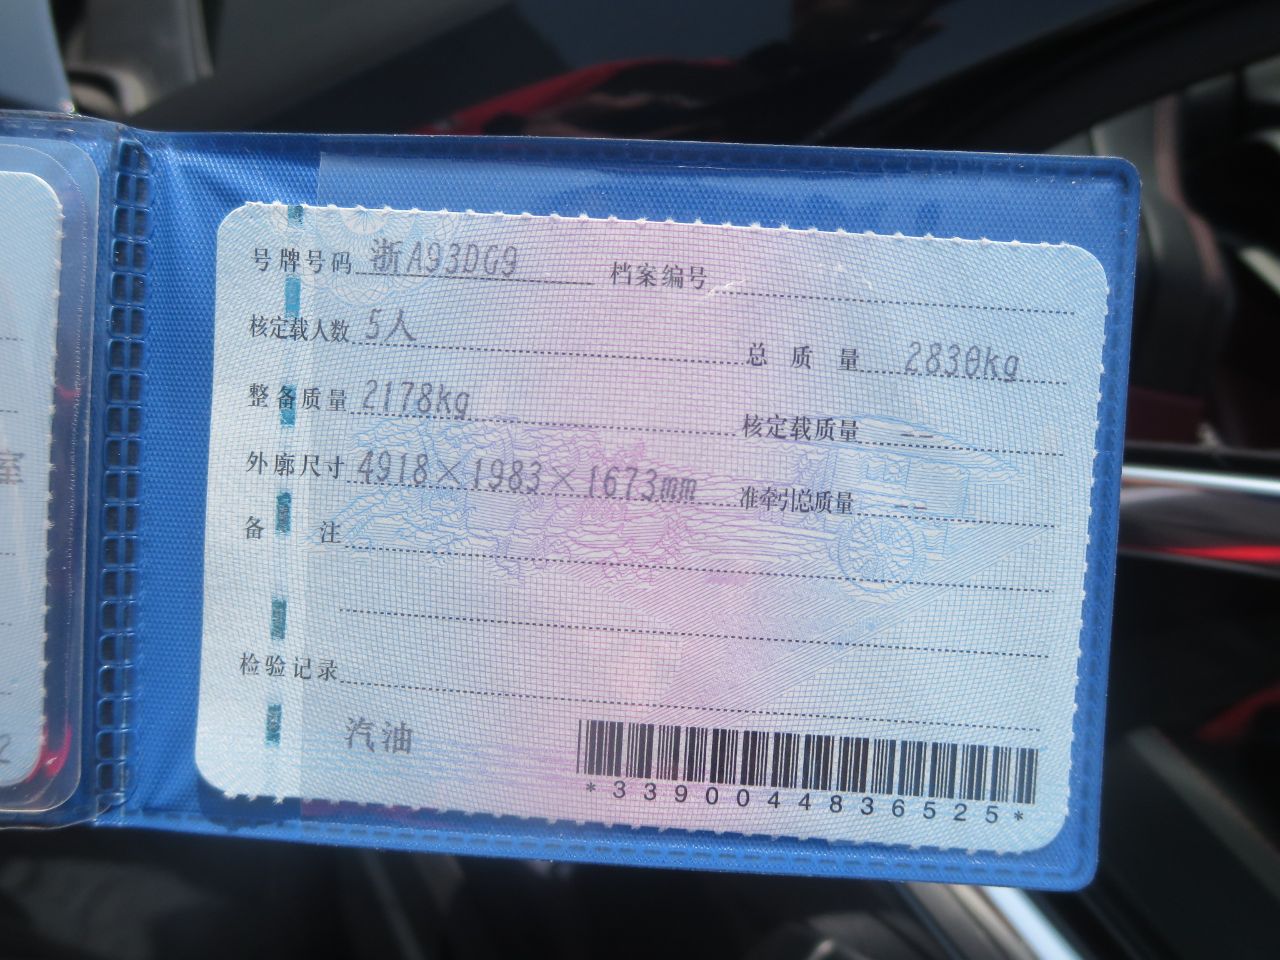 号牌号码 浙A93DG9 档案编号
核定载人数 5人 总质量 2830kg
整备质量 2178kg 核定载质量 --
外廓尺寸 4918×1983×1673mm 准牵引总质量 --
备注
检验记录
汽油
*3390044836525*
室
2